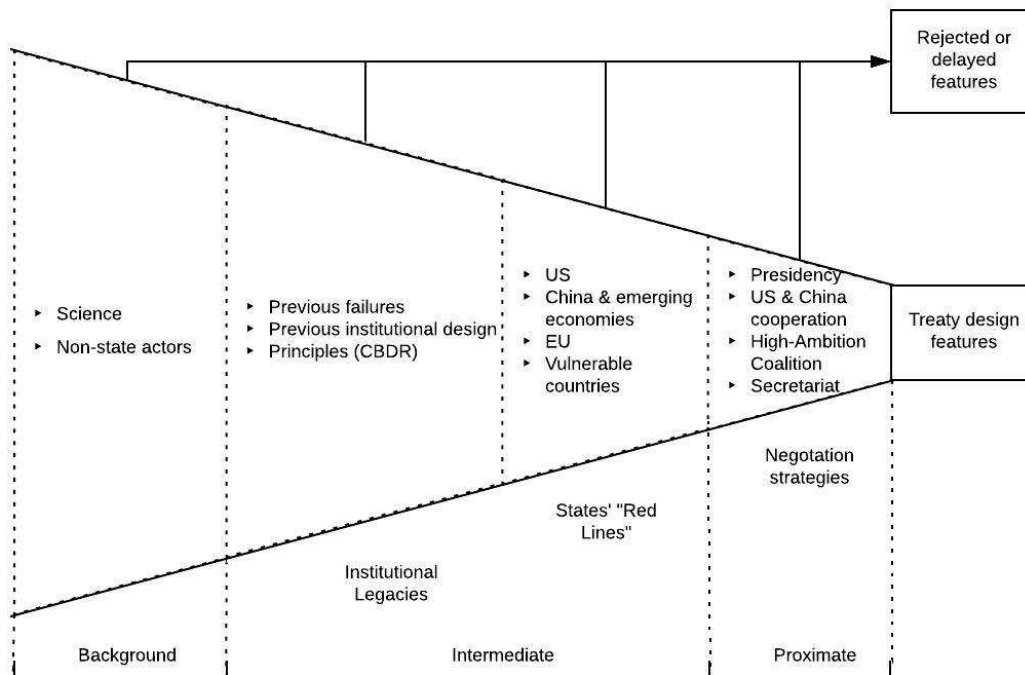 Rejected or
delayed
features
Science
Non-state actors
Previous failures
Previous institutional design
Principles (CBDR)
US
China & emerging
economies
EU
Vulnerable
countries
Presidency
US & China
cooperation
High-Ambition
Coalition
Secretariat
Treaty design
features
Negotation
strategies
States' "Red
Lines"
Institutional
Legacies
Background
Intermediate
Proximate